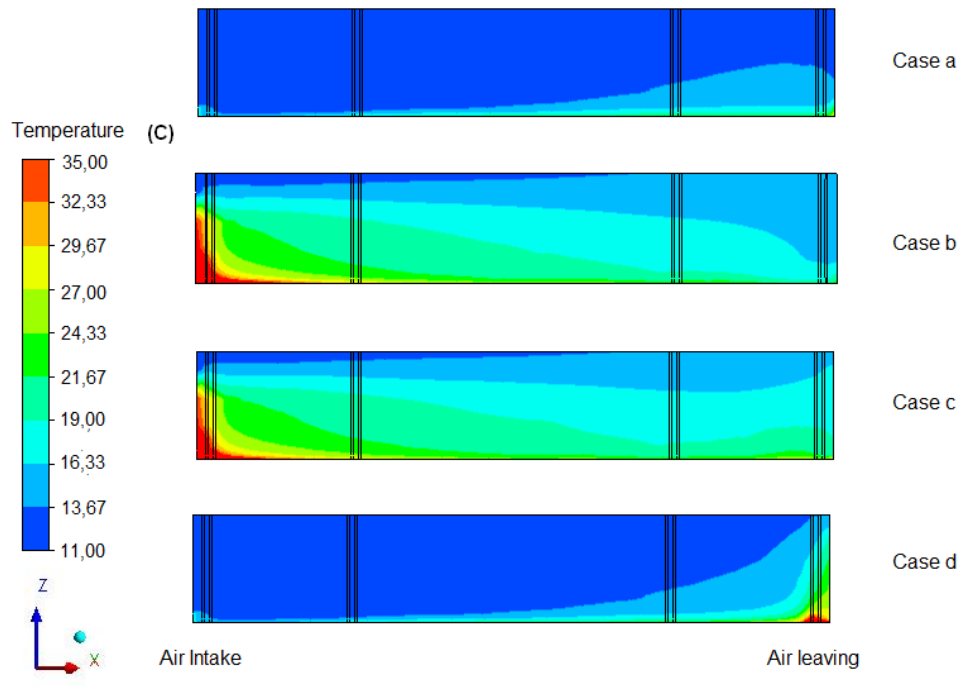 Case a
Temperature (C)
35,00
32,33
29,67
27,00
24,33
21,67
19,00
16,33
13,67
11,00
Case b
Case c
Case d
Z
X
Air Intake
Air leaving